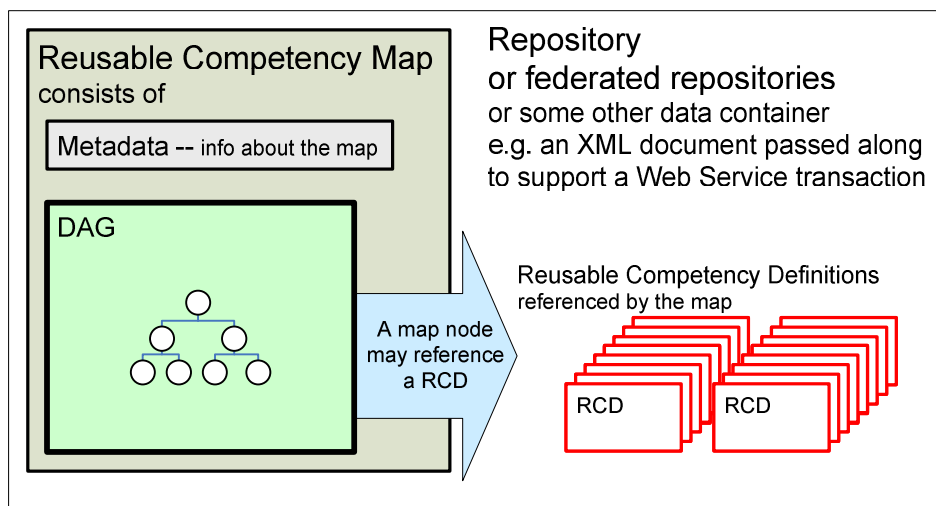 Reusable Competency Map
consists of
Metadata -- info about the map
DAG
A map node
may reference
a RCD
Repository
or federated repositories
or some other data container
e.g. an XML document passed along
to support a Web Service transaction
Reusable Competency Definitions
referenced by the map
RCD
RCD